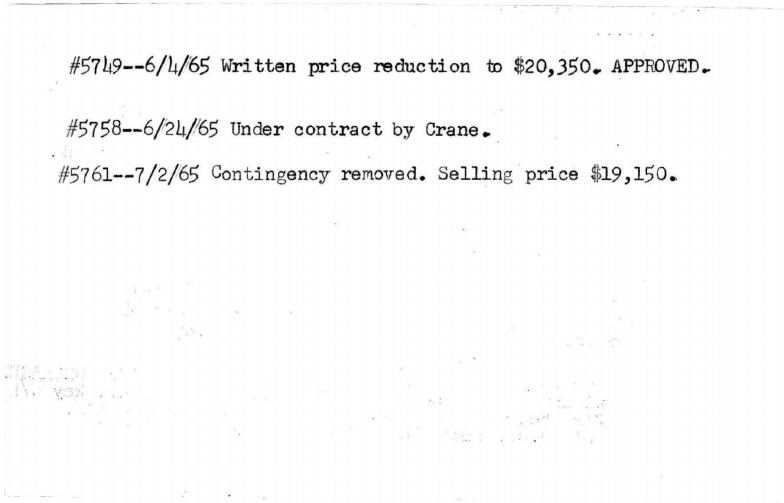 #5749--6/4/65 Written price reduction to $20,350. APPROVED.
#5758--6/24/65 Under contract by Crane.
#5761--7/2/65 Contingency removed. Selling price $19,150.
key